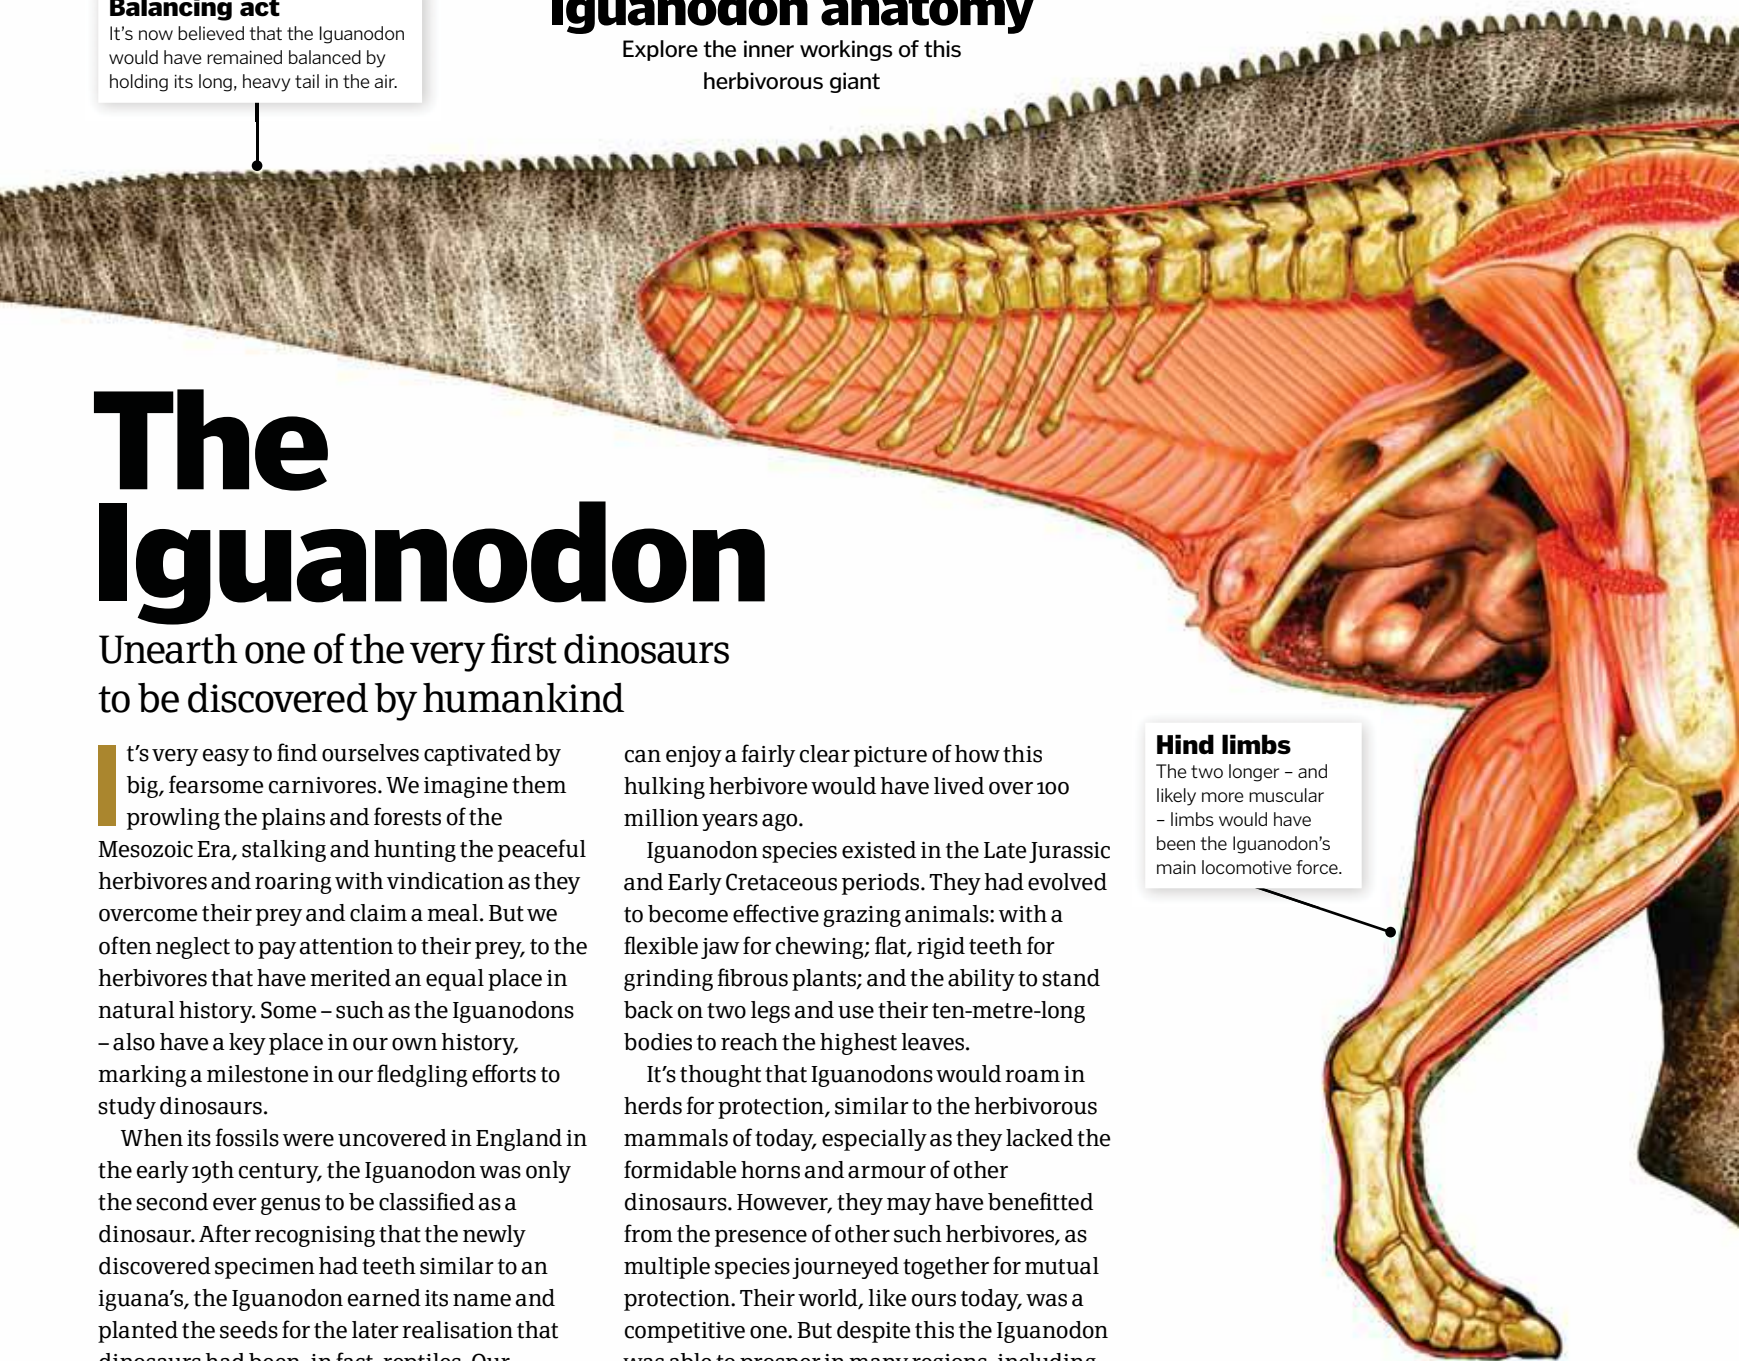 Balancing act
It's now believed that the Iguanodon
would have remained balanced by
holding its long, heavy tail in the air.
Iguanodon anatomy
Explore the inner workings of this
herbivorous giant
The
Iguanodon
Unearth one of the very first dinosaurs
to be discovered by humankind
It's very easy to find ourselves captivated by
big, fearsome carnivores. We imagine them
prowling the plains and forests of the
Mesozoic Era, stalking and hunting the peaceful
herbivores and roaring with vindication as they
overcome their prey and claim a meal. But we
often neglect to pay attention to their prey, to the
herbivores that have merited an equal place in
natural history. Some – such as the Iguanodons
– also have a key place in our own history,
marking a milestone in our fledgling efforts to
study dinosaurs.
When its fossils were uncovered in England in
the early 19th century, the Iguanodon was only
the second ever genus to be classified as a
dinosaur. After recognising that the newly
discovered specimen had teeth similar to an
iguana's, the Iguanodon earned its name and
planted the seeds for the later realisation that
dinosaurs had been, in fact, reptiles. Our
can enjoy a fairly clear picture of how this
hulking herbivore would have lived over 100
million years ago.
Iguanodon species existed in the Late Jurassic
and Early Cretaceous periods. They had evolved
to become effective grazing animals: with a
flexible jaw for chewing; flat, rigid teeth for
grinding fibrous plants; and the ability to stand
back on two legs and use their ten-metre-long
bodies to reach the highest leaves.
It's thought that Iguanodons would roam in
herds for protection, similar to the herbivorous
mammals of today, especially as they lacked the
formidable horns and armour of other
dinosaurs. However, they may have benefitted
from the presence of other such herbivores, as
multiple species journeyed together for mutual
protection. Their world, like ours today, was a
competitive one. But despite this the Iguanodon
was able to prosper in many regions, including
Hind limbs
The two longer – and
likely more muscular
– limbs would have
been the Iguanodon's
main locomotive force.